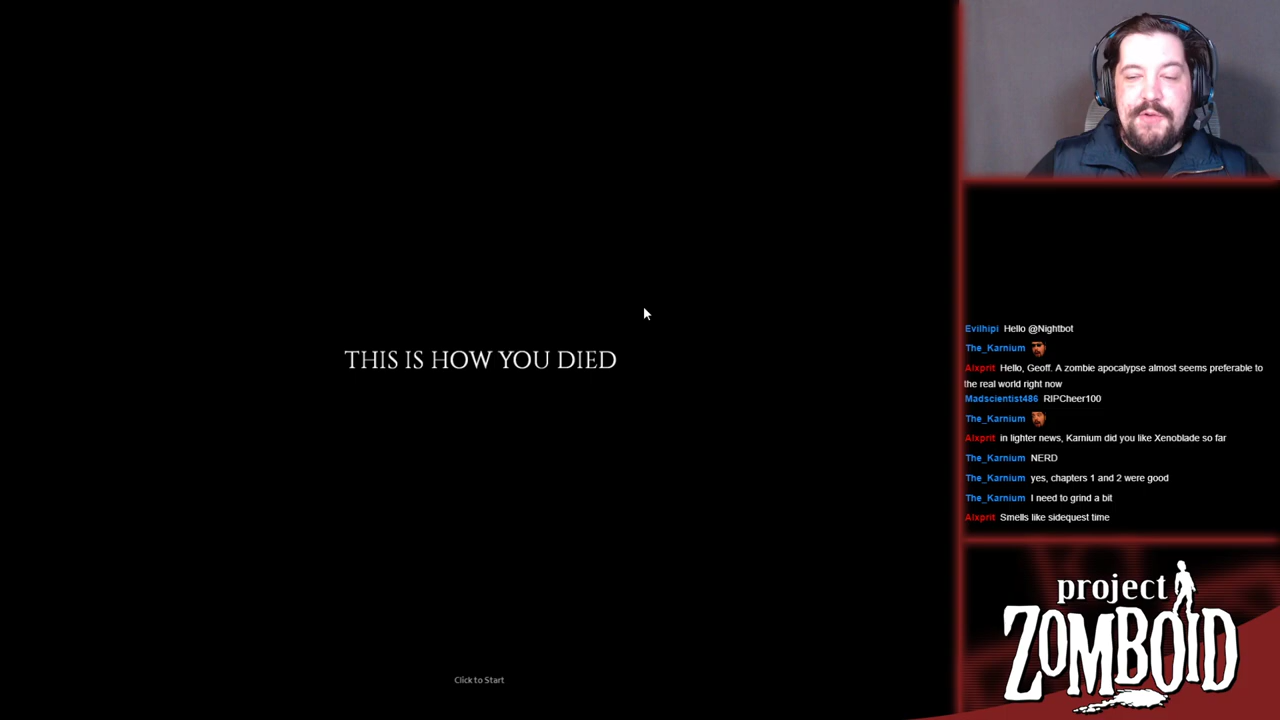 THIS IS HOW YOU DIED
Click to Start
Evilhipi Hello @Nightbot
The_Karnium
Alxprit Hello, Geoff. A zombie apocalypse almost seems preferable to
the real world right now
Madscientist486 RIPCheer100
The_Karnium
Alxprit in lighter news, Karnium did you like Xenoblade so far
The_Karnium NERD
The_Karnium yes, chapters 1 and 2 were good
The_Karnium I need to grind a bit
Alxprit Smells like sidequest time
project
ZOMBOID